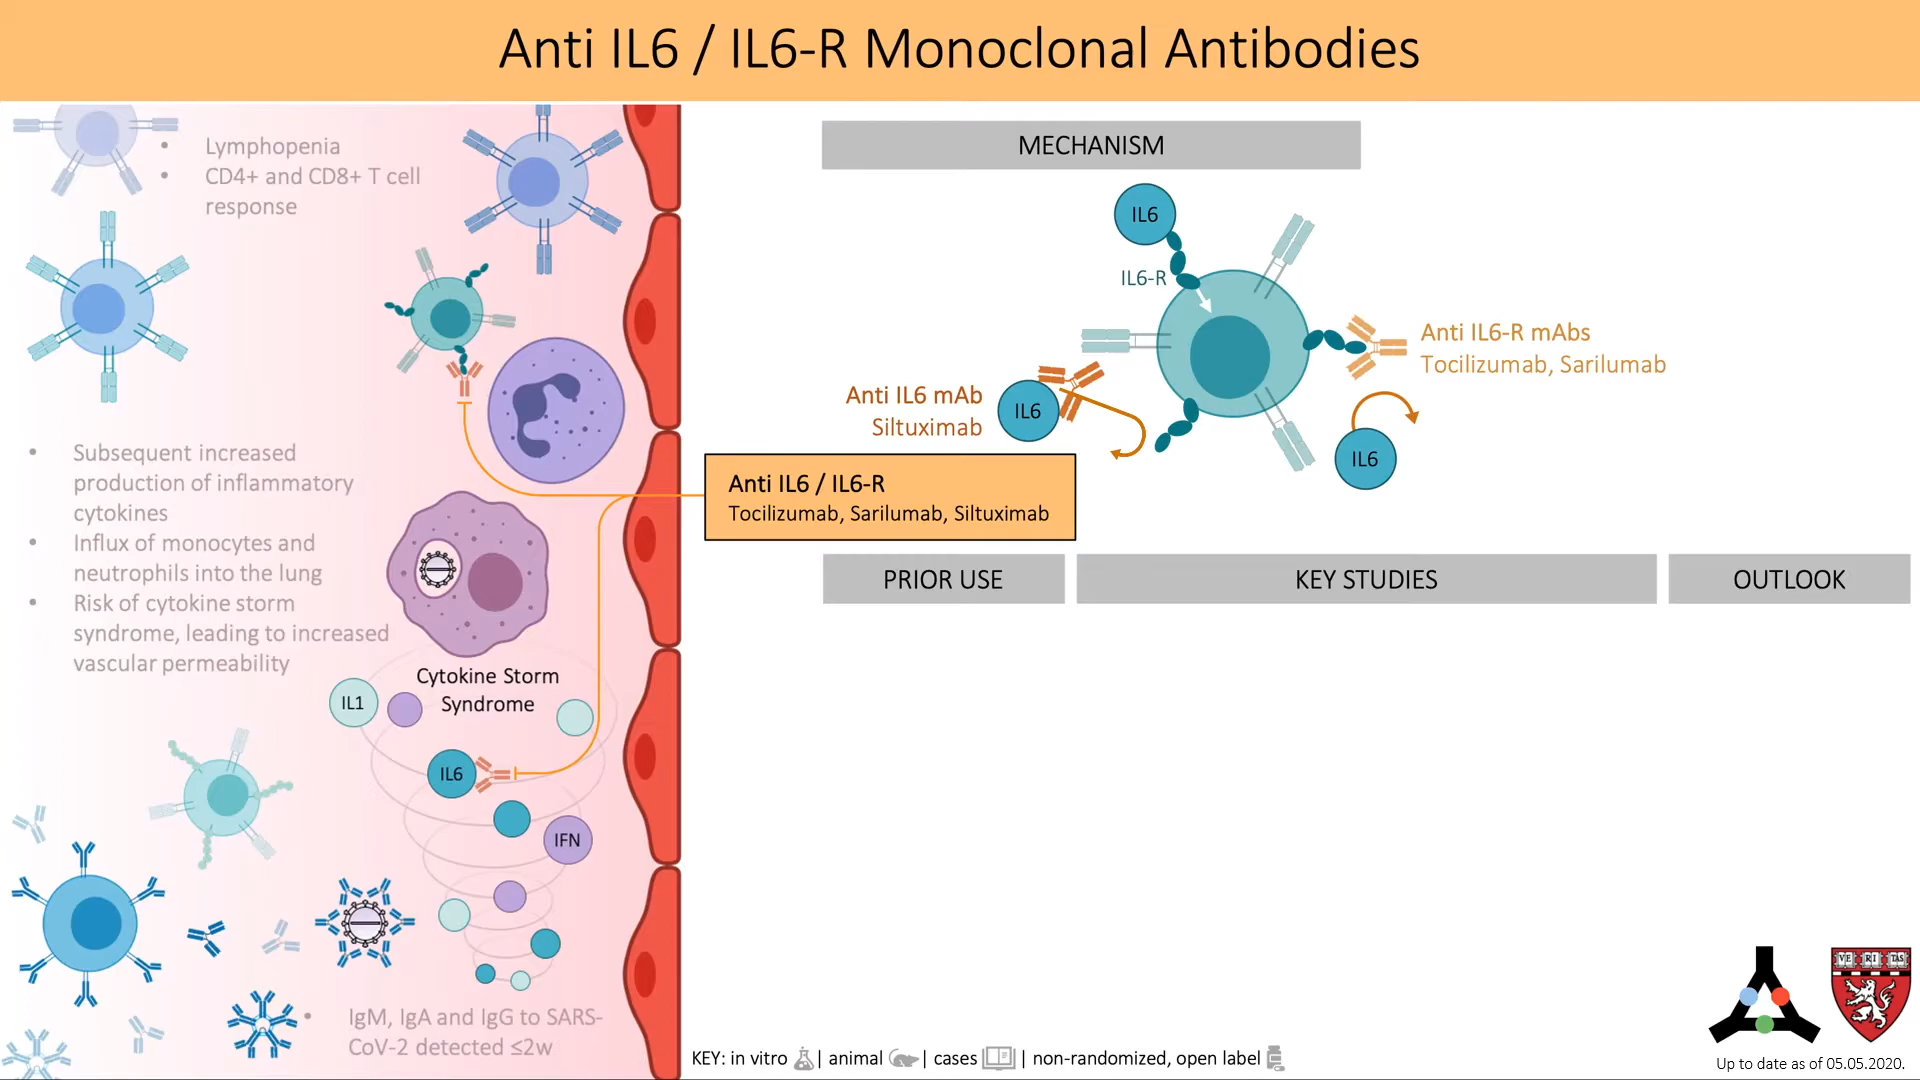 Anti IL6 / IL6-R Monoclonal Antibodies
• Lymphopenia
• CD4+ and CD8+ T cell
response
• Subsequent increased
production of inflammatory
cytokines
• Influx of monocytes and
neutrophils into the lung
• Risk of cytokine storm
syndrome, leading to increased
vascular permeability
Cytokine Storm
Syndrome
IL1
IL6
IFN
• IgM, IgA and IgG to SARS-
CoV-2 detected ≤2w
MECHANISM
IL6
IL6-R
Anti IL6-R mAbs
Tocilizumab, Sarilumab
Anti IL6 mAb
Siltuximab
IL6
IL6
Anti IL6 / IL6-R
Tocilizumab, Sarilumab, Siltuximab
PRIOR USE
KEY STUDIES
OUTLOOK
KEY: in vitro | animal | cases | non-randomized, open label
VE RI TAS
Up to date as of 05.05.2020.